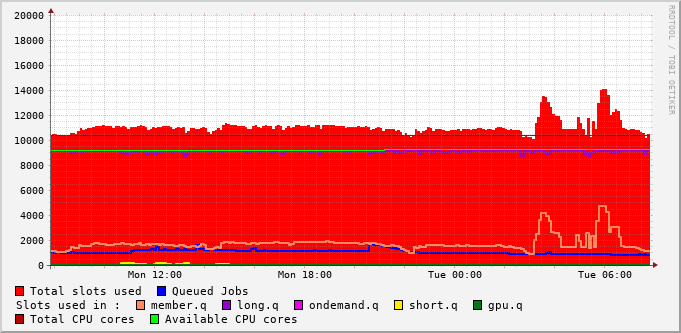 20000
18000
16000
14000
12000
10000
8000
6000
4000
2000
0
Mon 12:00 Mon 18:00 Tue 00:00 Tue 06:00
RRDTOOL / TOBI OETIKER
Total slots used Queued Jobs
Slots used in : member.q long.q ondemand.q short.q gpu.q
Total CPU cores Available CPU cores